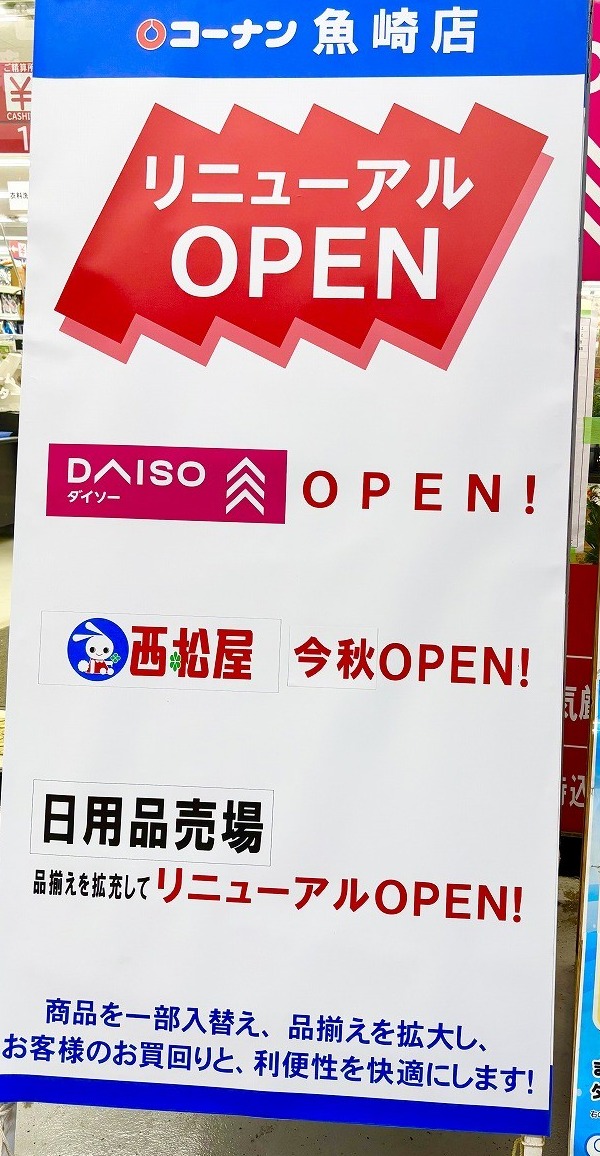 コーナン 魚崎店
リニューアル
OPEN
DAISO
ダイソー
OPEN!
西松屋 今秋OPEN!
日用品売場
品揃えを拡充してリニューアルOPEN!
商品を一部入替え、品揃えを拡大し、
お客様のお買回りと、利便性を快適にします!
CASH